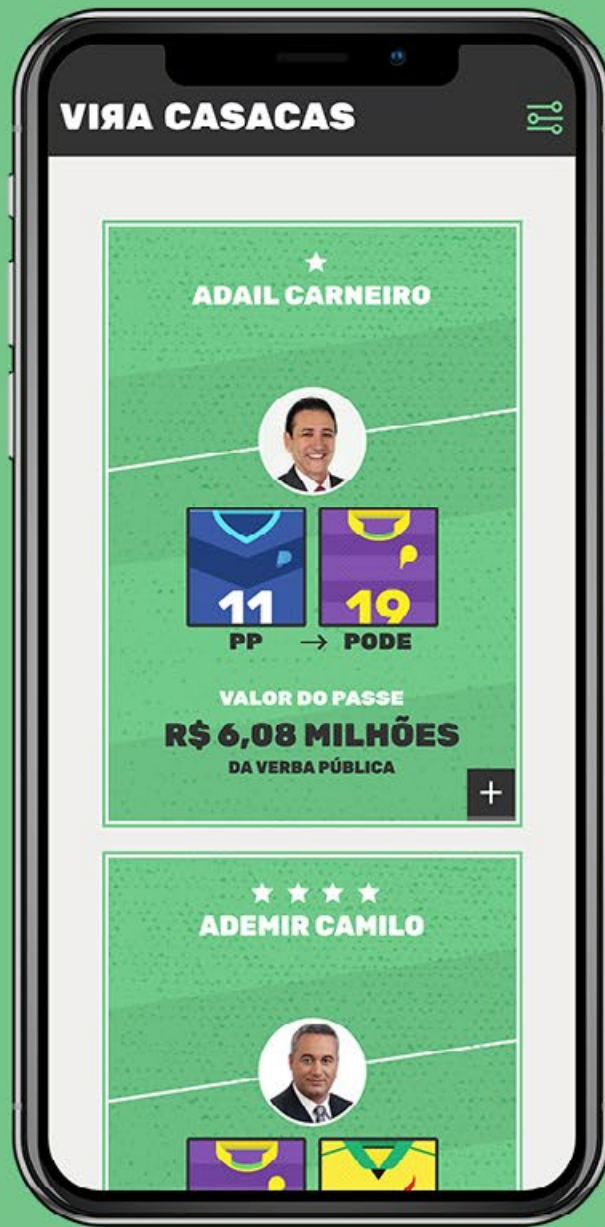 VIЯA CASACAS
ADAIL CARNEIRO
11 19
PP → PODE
VALOR DO PASSE
R$ 6,08 MILHÕES
DA VERBA PÚBLICA
+
ADEMIR CAMILO